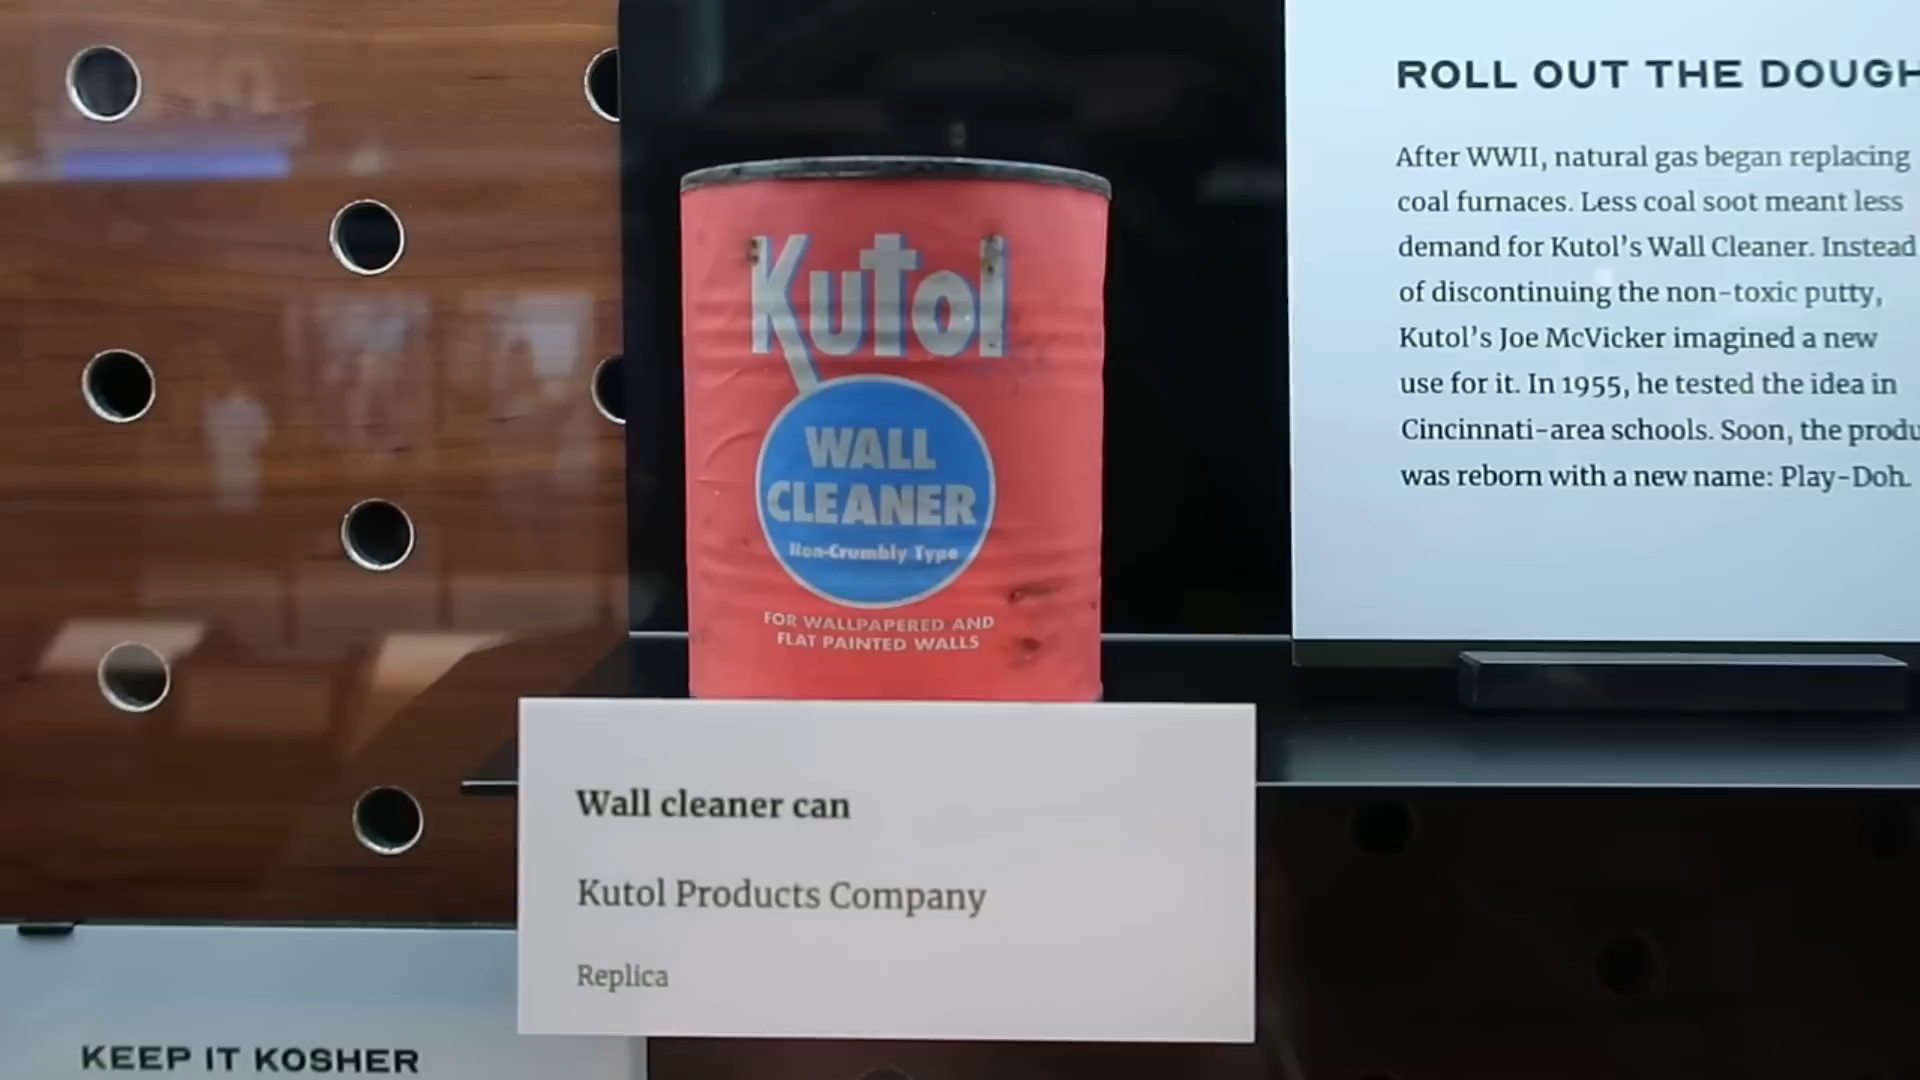 Kutol
WALL
CLEANER
Non-Crumbly Type
FOR WALLPAPERED AND
FLAT PAINTED WALLS
Wall cleaner can
Kutol Products Company
Replica
KEEP IT KOSHER
ROLL OUT THE DOUGH
After WWII, natural gas began replacing
coal furnaces. Less coal soot meant less
demand for Kutol's Wall Cleaner. Instead
of discontinuing the non-toxic putty,
Kutol's Joe McVicker imagined a new
use for it. In 1955, he tested the idea in
Cincinnati-area schools. Soon, the produ
was reborn with a new name: Play-Doh.